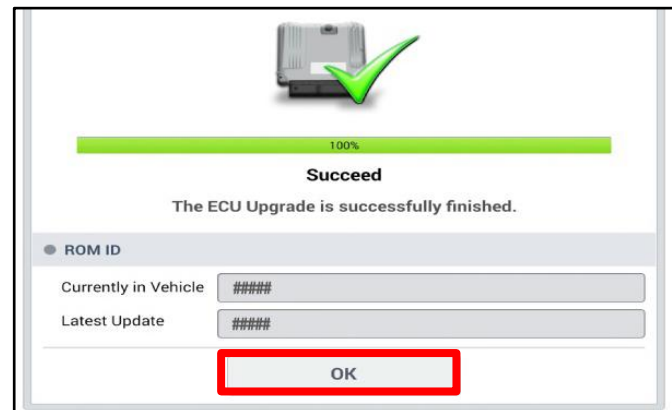 100%
Succeed
The ECU Upgrade is successfully finished.
ROM ID
Currently in Vehicle #####
Latest Update #####
OK